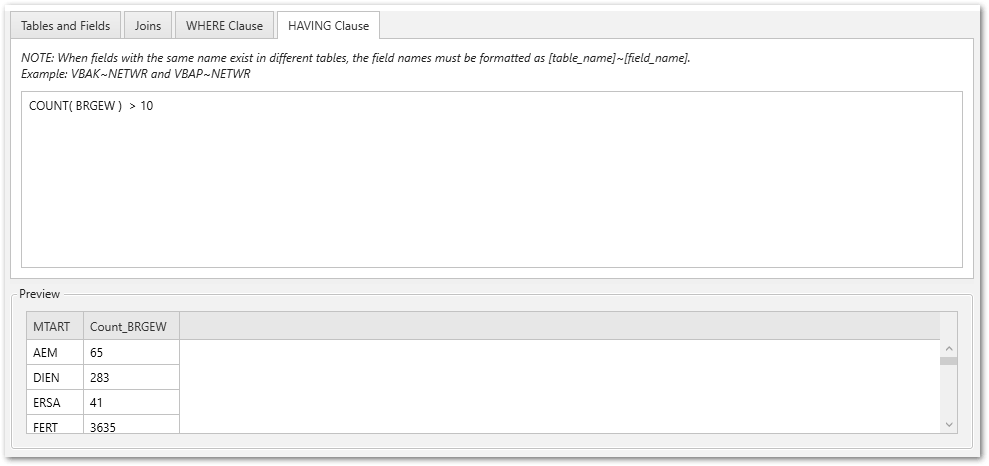 Tables and Fields Joins WHERE Clause HAVING Clause
NOTE: When fields with the same name exist in different tables, the field names must be formatted as [table_name]~[field_name].
Example: VBAK~NETWR and VBAP~NETWR
COUNT( BRGEW )  > 10
Preview
MTART Count_BRGEW
AEM 65
DIEN 283
ERSA 41
FERT 3635